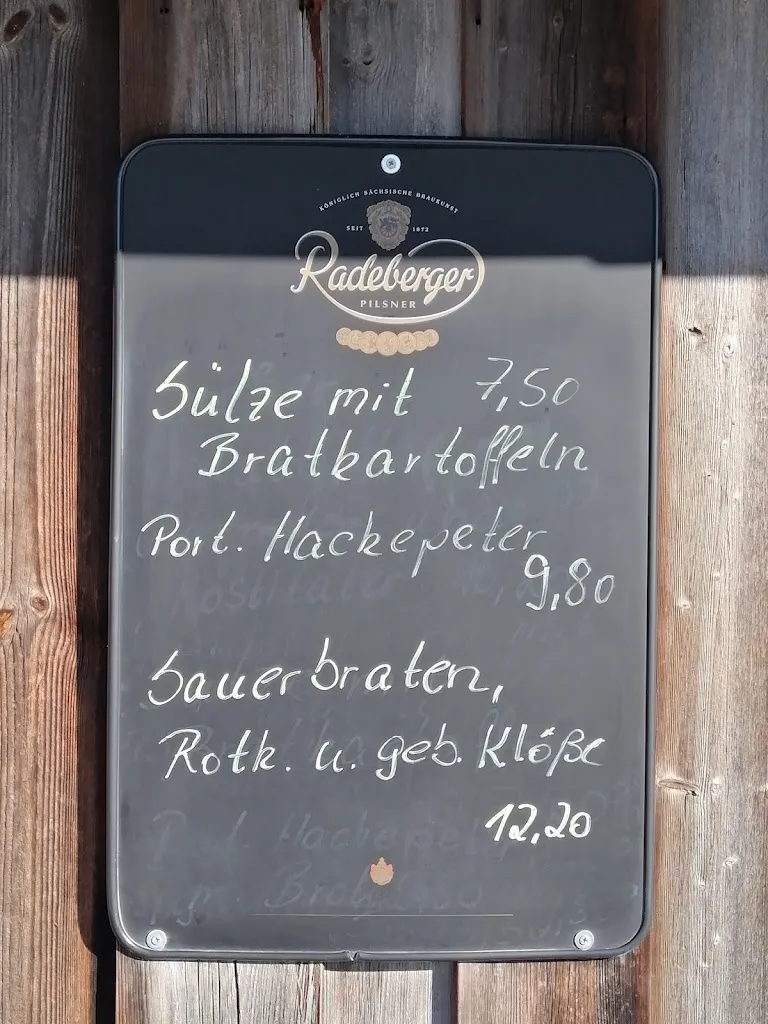 KÖNIGLICH SÄCHSISCHE BRAUKUNST
SEIT 1872
Radeberger
PILSNER
Sülze mit 7,50
Bratkartoffeln
Port. Hackepeter
9,80
Sauerbraten,
Rotk. u. geb. Klöße
12,20